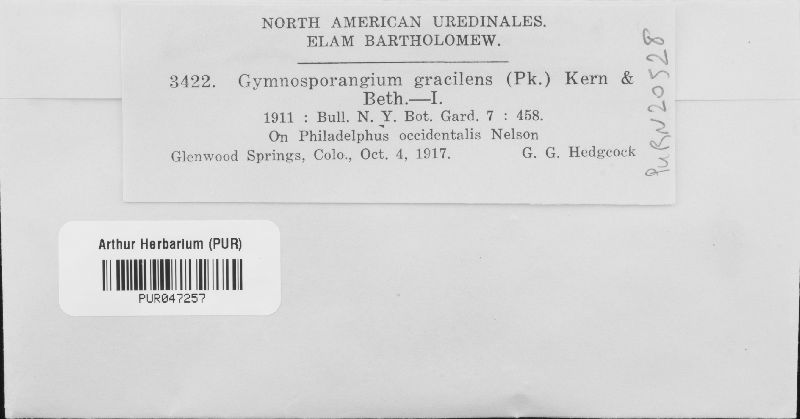 NORTH AMERICAN UREDINALES.
ELAM BARTHOLOMEW.
3422. Gymnosporangium gracilens (Pk.) Kern &
Beth.—I.
1911 : Bull. N. Y. Bot. Gard. 7 : 458.
On Philadelphus occidentalis Nelson
Glenwood Springs, Colo., Oct. 4, 1917. G. G. Hedgcock
PURN20528
Arthur Herbarium (PUR)
PUR047257